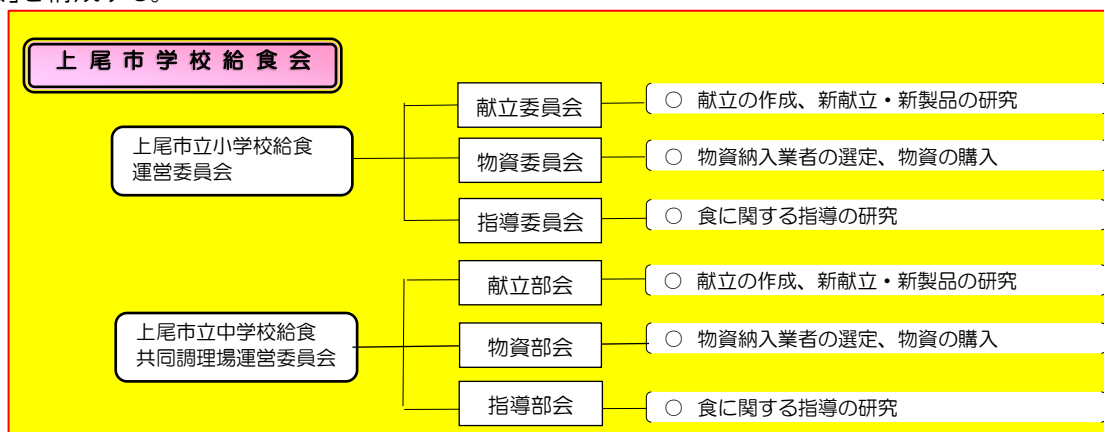 上尾市学校給食会
上尾市立小学校給食
運営委員会
献立委員会
○ 献立の作成、新献立・新製品の研究
物資委員会
○ 物資納入業者の選定、物資の購入
指導委員会
○ 食に関する指導の研究
上尾市立中学校給食
共同調理場運営委員会
献立部会
○ 献立の作成、新献立・新製品の研究
物資部会
○ 物資納入業者の選定、物資の購入
指導部会
○ 食に関する指導の研究